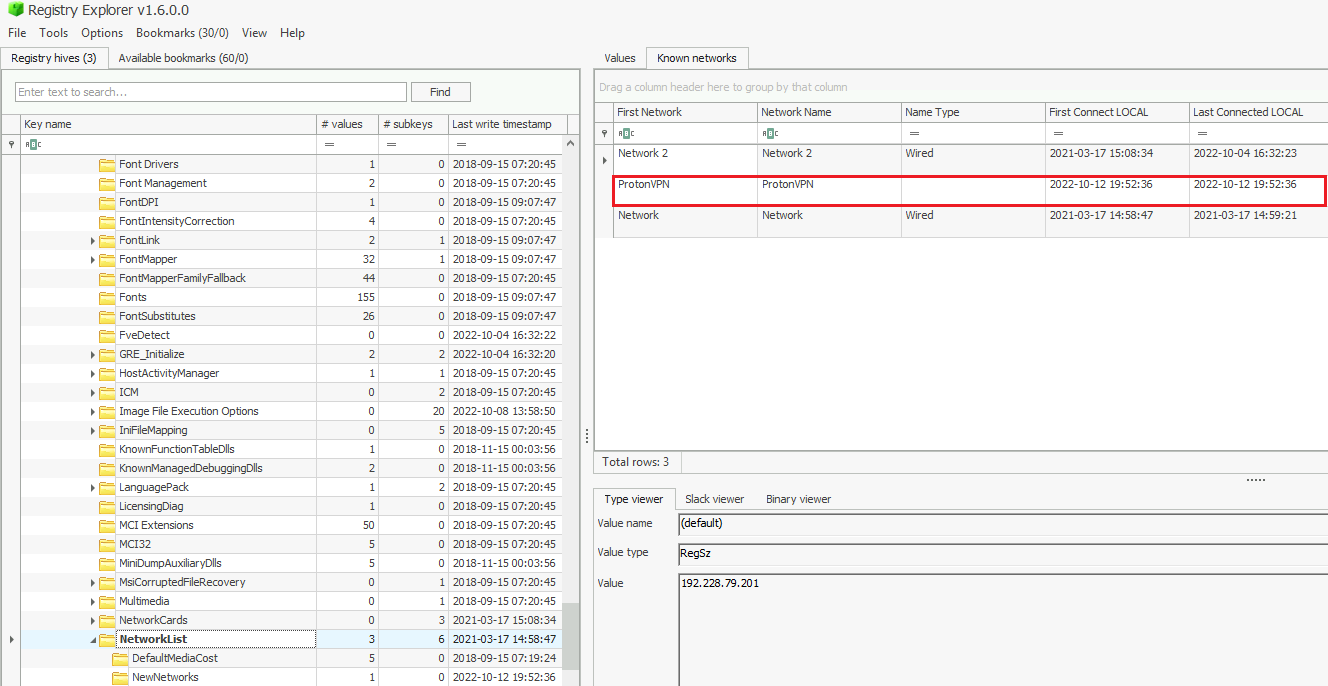 Registry Explorer v1.6.0.0
File Tools Options Bookmarks (30/0) View Help
Registry hives (3) Available bookmarks (60/0)
Enter text to search... Find
Key name # values # subkeys Last write timestamp
Font Drivers 1 0 2018-09-15 07:20:45
Font Management 2 0 2018-09-15 07:20:45
FontDPI 1 0 2018-09-15 09:07:47
FontIntensityCorrection 4 0 2018-09-15 07:20:45
FontLink 2 1 2018-09-15 09:07:47
FontMapper 32 1 2018-09-15 09:07:47
FontMapperFamilyFallback 44 0 2018-09-15 07:20:45
Fonts 155 0 2018-09-15 09:07:47
FontSubstitutes 26 0 2018-09-15 09:07:47
FveDetect 0 0 2022-10-04 16:32:22
GRE_Initialize 2 2 2022-10-04 16:32:20
HostActivityManager 1 1 2018-09-15 07:20:45
ICM 0 2 2018-09-15 07:20:45
Image File Execution Options 0 20 2022-10-08 13:58:50
IniFileMapping 0 5 2018-09-15 07:20:45
KnownFunctionTableDlls 1 0 2018-11-15 00:03:56
KnownManagedDebuggingDlls 2 0 2018-11-15 00:03:56
LanguagePack 1 2 2018-09-15 07:20:45
LicensingDiag 1 0 2018-09-15 07:20:45
MCI Extensions 50 0 2018-09-15 07:20:45
MCI32 5 0 2018-09-15 07:20:45
MiniDumpAuxiliaryDlls 5 0 2018-11-15 00:03:56
MsiCorruptedFileRecovery 0 1 2018-09-15 07:20:45
Multimedia 0 1 2018-09-15 07:20:45
NetworkCards 0 3 2021-03-17 15:08:34
NetworkList 3 6 2021-03-17 14:58:47
DefaultMediaCost 5 0 2018-09-15 07:19:24
NewNetworks 1 0 2022-10-12 19:52:36
Values Known networks
Drag a column header here to group by that column
First Network Network Name Name Type First Connect LOCAL Last Connected LOCAL
Network 2 Network 2 Wired 2021-03-17 15:08:34 2022-10-04 16:32:23
ProtonVPN ProtonVPN 2022-10-12 19:52:36 2022-10-12 19:52:36
Network Network Wired 2021-03-17 14:58:47 2021-03-17 14:59:21
Total rows: 3
Type viewer Slack viewer Binary viewer
Value name (default)
Value type RegSz
Value 192.228.79.201